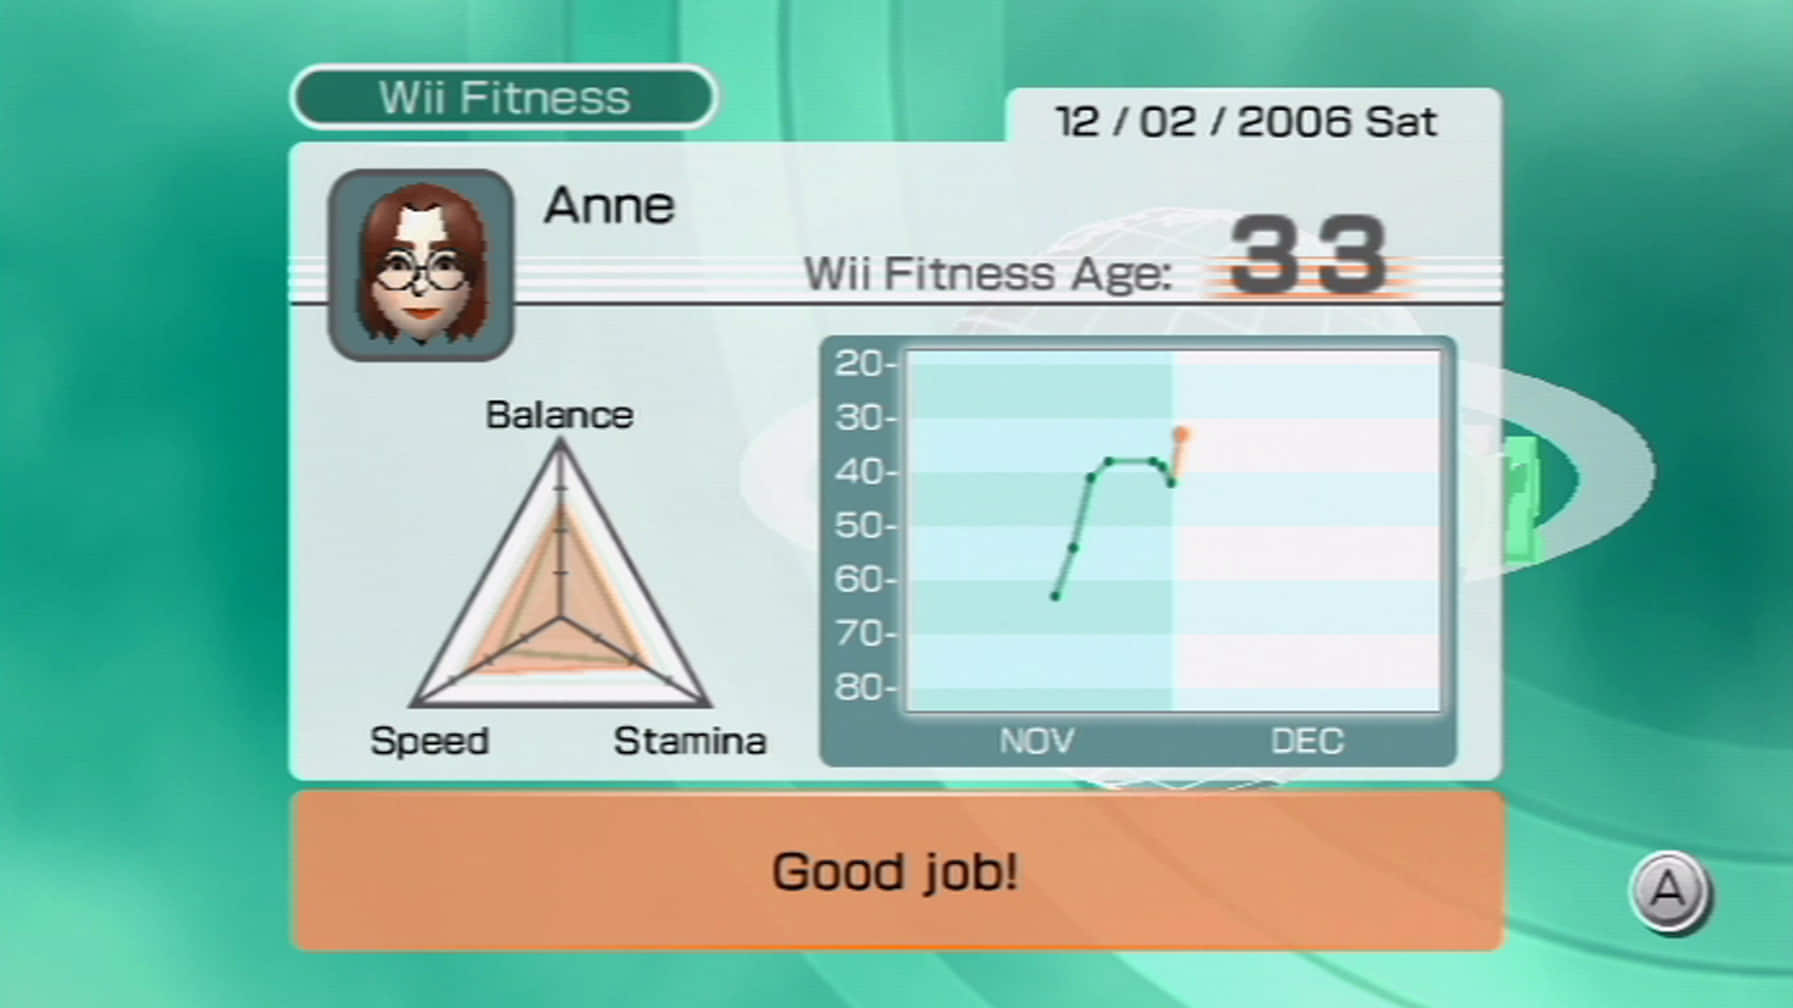 Wii Fitness
12 / 02 / 2006 Sat
Anne
Wii Fitness Age: 33
Balance
Speed
Stamina
20-
30-
40-
50-
60-
70-
80-
NOV
DEC
Good job!
A